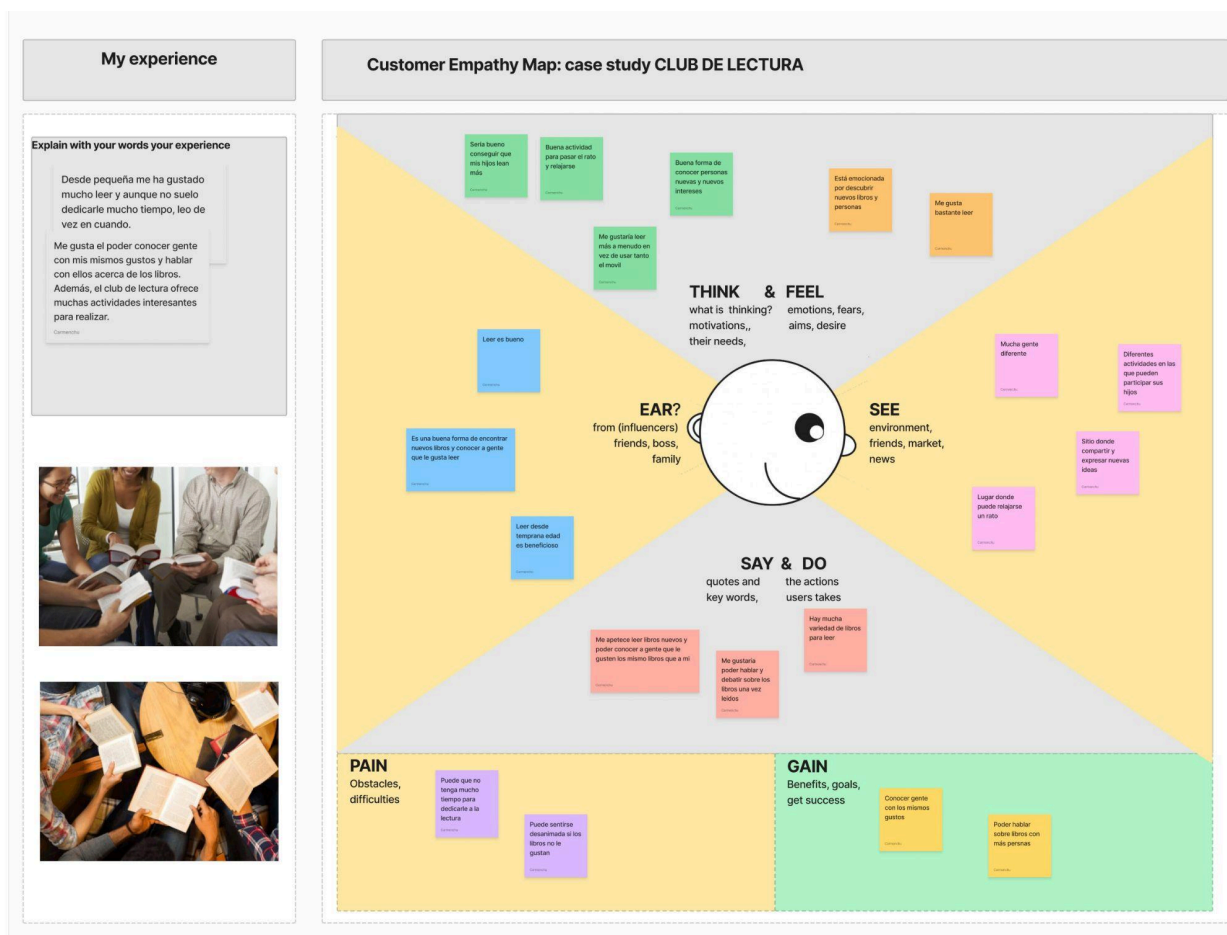 My experience
Customer Empathy Map: case study CLUB DE LECTURA
Explain with your words your experience
Desde pequeña me ha gustado
mucho leer y aunque no suelo
dedicarle mucho tiempo, leo de
vez en cuando.
Me gusta el poder conocer gente
con mis mismos gustos y hablar
con ellos acerca de los libros.
Además, el club de lectura ofrece
muchas actividades interesantes
para realizar.
Seria bueno
conseguir que
mis hijos lean
más
Buena actividad
para pasar el rato
y relajarse
Buena forma de
conocer personas
nuevas y nuevos
intereses
Me gustaría leer
más a menudo en
vez de usar tanto
el movil
Está emocionada
por descubrir
nuevos libros y
personas
Me gusta
bastante leer
THINK & FEEL
what is thinking? emotions, fears,
motivations,, aims, desire
their needs,
Leer es bueno
Es una buena forma de encontrar
nuevos libros y conocer a gente
que le gusta leer
Leer desde
temprana edad
es beneficioso
EAR?
from (influencers)
friends, boss,
family
SEE
environment,
friends, market,
news
Mucha gente
diferente
Diferentes
actividades en las
que pueden
participar sus
hijos
Sitio donde
compartir y
expresar nuevas
ideas
Lugar donde
puede relajarse
un rato
SAY & DO
quotes and the actions
key words, users takes
Me apetece leer libros nuevos y
poder conocer a gente que le
gusten los mismo libros que a mi
Me gustaria
poder hablar y
debatir sobre los
libros una vez
leidos
Hay mucha
variedad de libros
para leer
PAIN
Obstacles,
difficulties
Puede que no
tenga mucho
tiempo para
dedicarle a la
lectura
Puede sentirse
desanimada si los
libros no le
gustan
GAIN
Benefits, goals,
get success
Conocer gente
con los mismos
gustos
Poder hablar
sobre libros con
más persnas